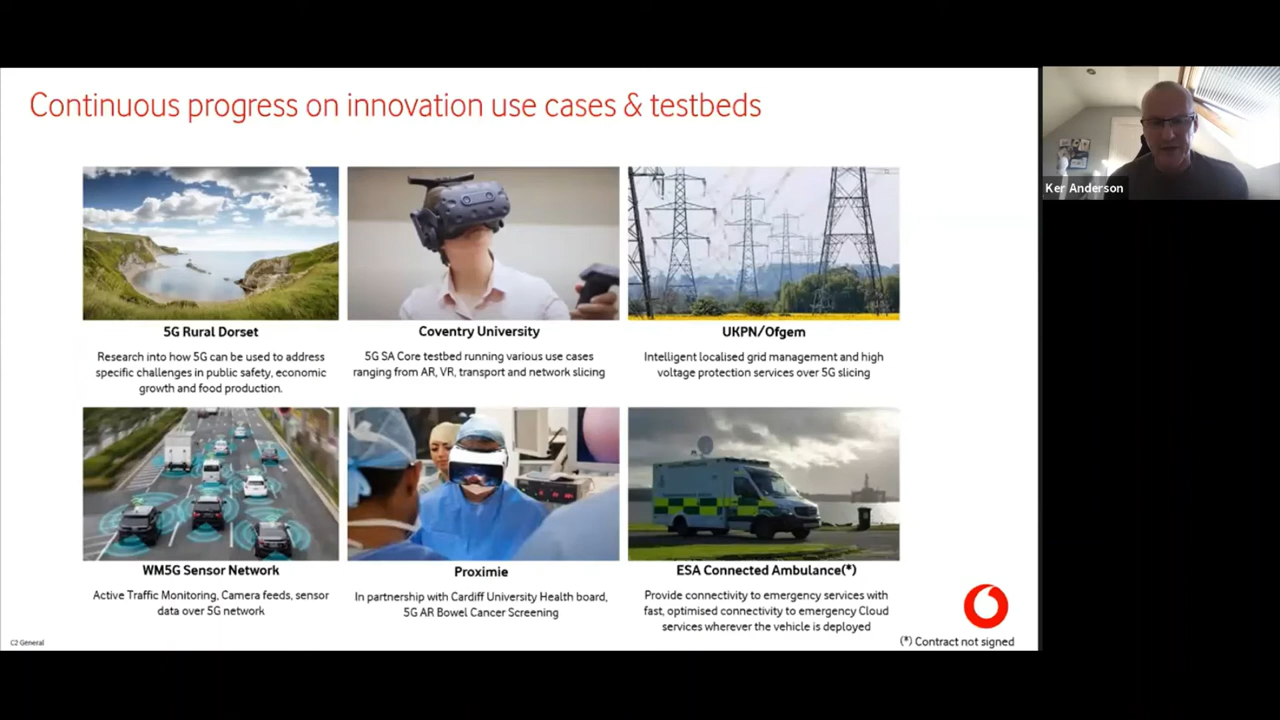 Continuous progress on innovation use cases & testbeds
Ker Anderson
5G Rural Dorset
Research into how 5G can be used to address
specific challenges in public safety, economic
growth and food production.
Coventry University
5G SA Core testbed running various use cases
ranging from AR, VR, transport and network slicing
UKPN/Ofgem
Intelligent localised grid management and high
voltage protection services over 5G slicing
WM5G Sensor Network
Active Traffic Monitoring, Camera feeds, sensor
data over 5G network
Proximie
In partnership with Cardiff University Health board,
5G AR Bowel Cancer Screening
ESA Connected Ambulance(*)
Provide connectivity to emergency services with
fast, optimised connectivity to emergency Cloud
services wherever the vehicle is deployed
C2 General
(*) Contract not signed